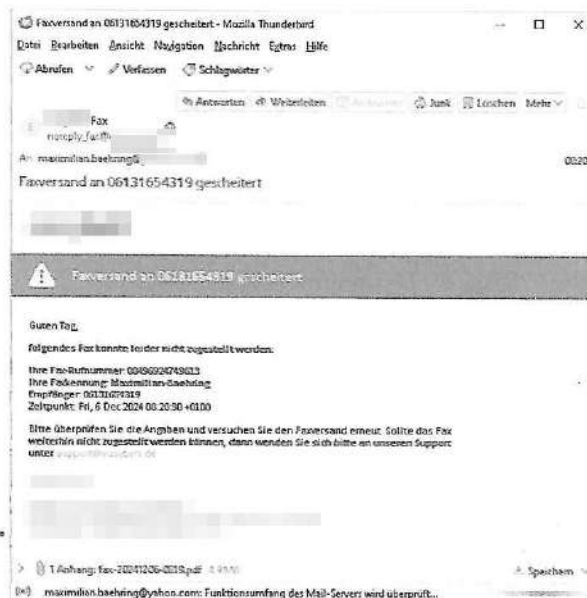 Faxversand an 06131654319 gescheitert - Mozilla Thunderbird
Datei Bearbeiten Ansicht Navigation Nachricht Extras Hilfe
Abrufen Verfassen Schlagwörter
Antworten Weiterleiten Junk Löschen Mehr
Fax
noreply_fax@
An maximilian.baehring@ 08:20
Faxversand an 06131654319 gescheitert
Faxversand an 06131654319 gescheitert
Guten Tag,
folgendes Fax konnte leider nicht zugestellt werden:
Ihre Fax-Rufnummer:
Ihre Faxkennung: Maximilian-Baehring
Empfänger: 06131654319
Zeitpunkt: Fri, 6 Dec 2024 08:20:30 +0100
Bitte überprüfen Sie die Angaben und versuchen Sie den Faxversand erneut. Sollte das Fax
weiterhin nicht zugestellt werden können, dann wenden Sie sich bitte an unseren Support
unter
1 Anhang: fax-20241206-0819.pdf Speichern
maximilian.baehring@yahoo.com: Funktionsumfang des Mail-Servers wird überprüft...